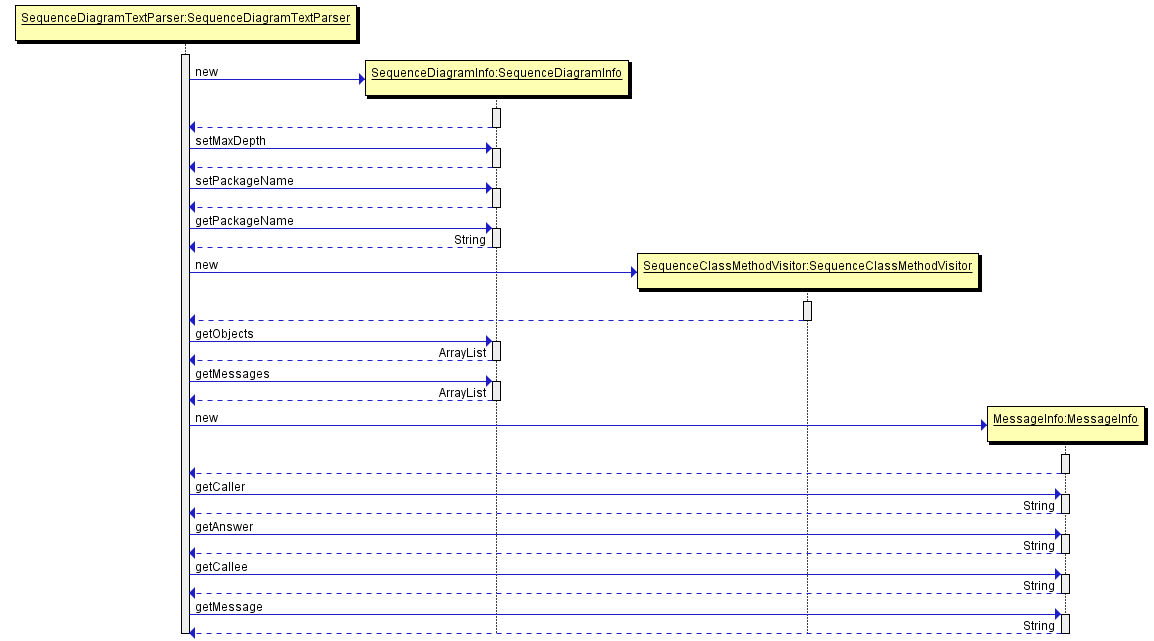 SequenceDiagramTextParser:SequenceDiagramTextParser
new
SequenceDiagramInfo:SequenceDiagramInfo
setMaxDepth
setPackageName
getPackageName
String
new
SequenceClassMethodVisitor:SequenceClassMethodVisitor
getObjects
ArrayList
getMessages
ArrayList
new
MessageInfo:MessageInfo
getCaller
String
getAnswer
String
getCallee
String
getMessage
String